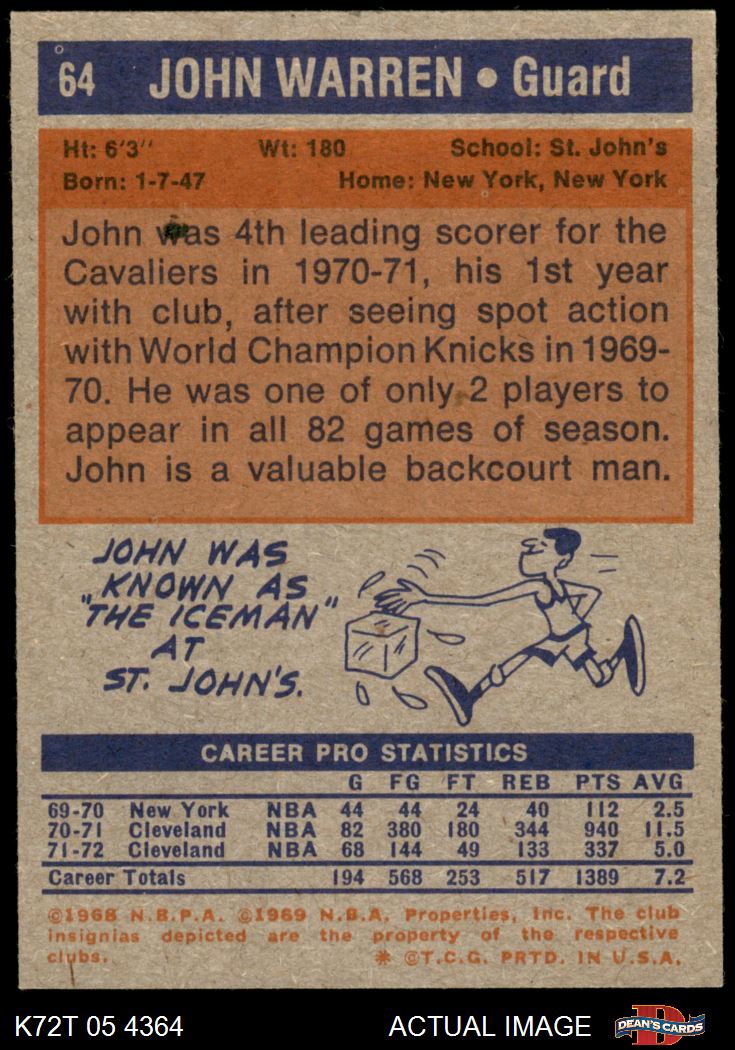 64 JOHN WARREN • Guard
Ht: 6'3'' Wt: 180 School: St. John's
Born: 1-7-47 Home: New York, New York
John was 4th leading scorer for the
Cavaliers in 1970-71, his 1st year
with club, after seeing spot action
with World Champion Knicks in 1969-
70. He was one of only 2 players to
appear in all 82 games of season.
John is a valuable backcourt man.
JOHN WAS
KNOWN AS
"THE ICEMAN"
AT
ST. JOHN'S.
CAREER PRO STATISTICS
G FG FT REB PTS AVG
69-70 New York NBA 44 44 24 40 112 2.5
70-71 Cleveland NBA 82 380 180 344 940 11.5
71-72 Cleveland NBA 68 144 49 133 337 5.0
Career Totals 194 568 253 517 1389 7.2
©1968 N.B.P.A. ©1969 N.B.A. Properties, Inc. The club
insignias depicted are the property of the respective
clubs. * ©T.C.G. PRTD. IN U.S.A.
K72T 05 4364 ACTUAL IMAGE DEAN'S CARDS